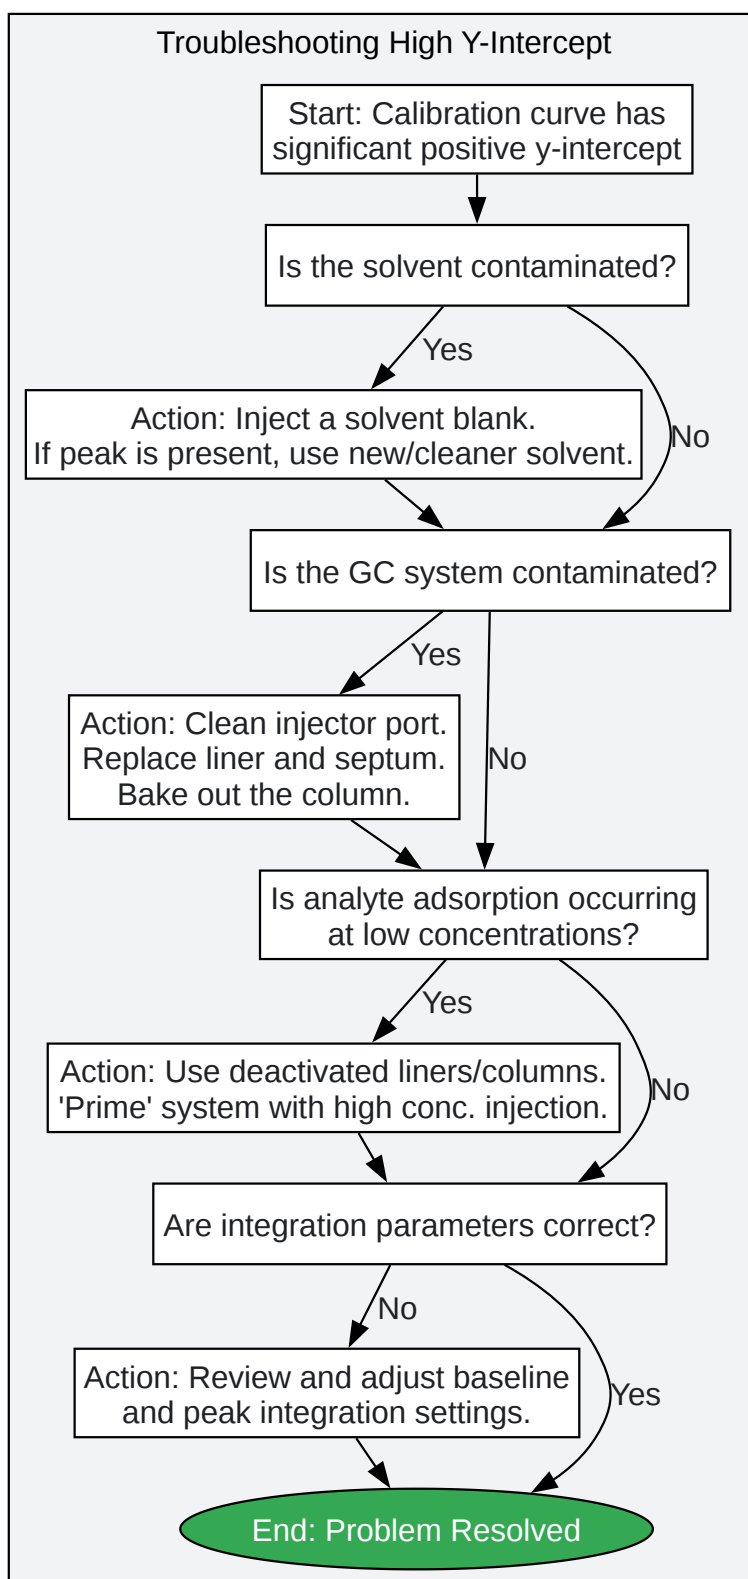 Troubleshooting High Y-Intercept
Start: Calibration curve has
significant positive y-intercept
Is the solvent contaminated?
Yes
Action: Inject a solvent blank.
If peak is present, use new/cleaner solvent.
No
Is the GC system contaminated?
Yes
Action: Clean injector port.
Replace liner and septum.
Bake out the column.
No
Is analyte adsorption occurring
at low concentrations?
Yes
Action: Use deactivated liners/columns.
'Prime' system with high conc. injection.
No
Are integration parameters correct?
No
Action: Review and adjust baseline
and peak integration settings.
Yes
End: Problem Resolved